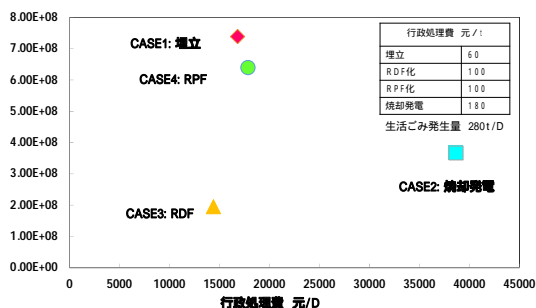 8.00E+08
7.00E+08
6.00E+08
5.00E+08
4.00E+08
3.00E+08
2.00E+08
1.00E+08
0.00E+00
0 5000 10000 15000 20000 25000 30000 35000 40000 45000
行政処理費 元/D
CASE1: 埋立
CASE4: RPF
CASE2: 焼却発電
CASE3: RDF
行政処理費 元/t
埋立 60
RDF化 100
RPF化 100
焼却発電 180
生活ごみ発生量 280t/D